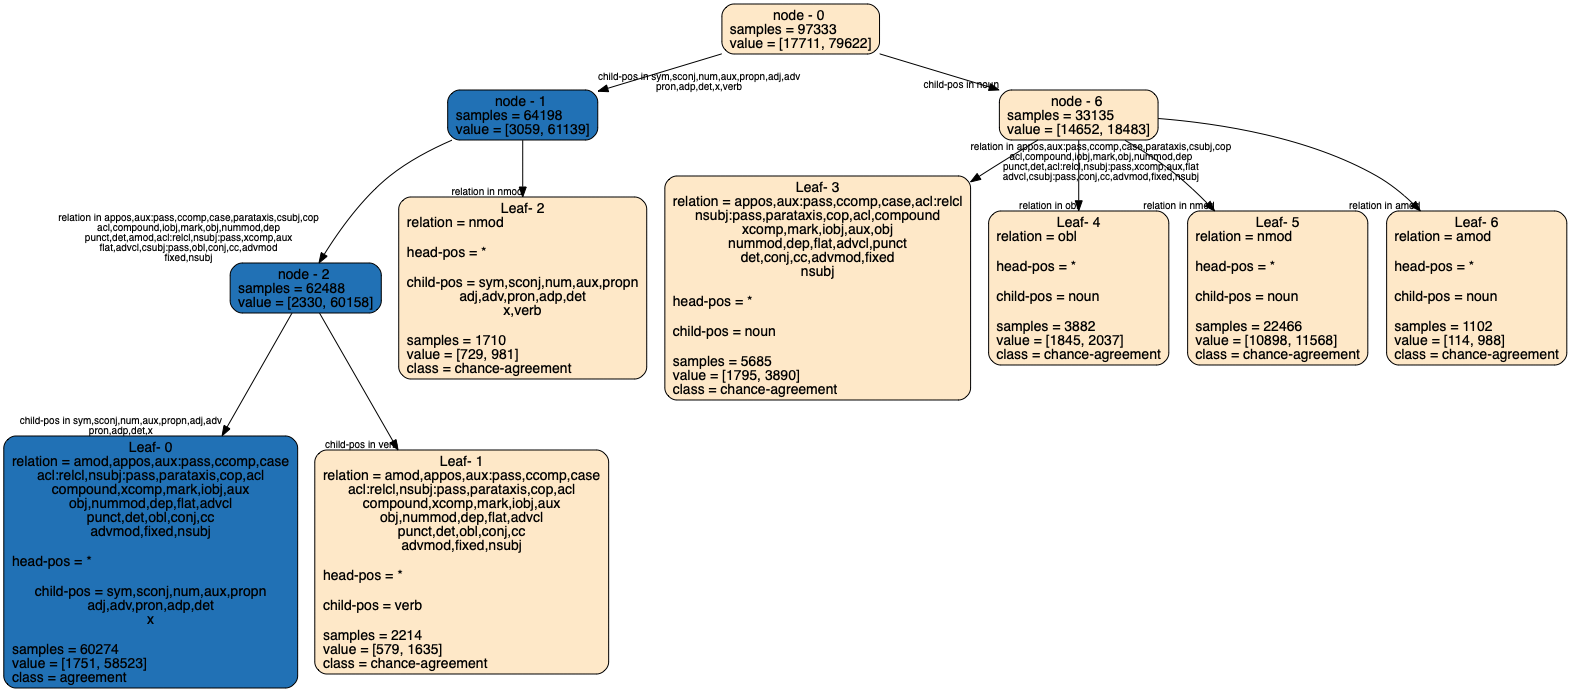 node - 0
samples = 97333
value = [17711, 79622]
child-pos in sym,sconj,num,aux,propn,adj,adv
pron,adp,det,x,verb
child-pos in noun
node - 1
samples = 64198
value = [3059, 61139]
node - 6
samples = 33135
value = [14652, 18483]
relation in appos,aux:pass,ccomp,case,parataxis,csubj,cop
acl,compound,iobj,mark,obj,nummod,dep
punct,det,amod,acl:relcl,nsubj:pass,xcomp,aux
flat,advcl,csubj:pass,obl,conj,cc,advmod
fixed,nsubj
relation in nmod
relation in appos,aux:pass,ccomp,case,parataxis,csubj,cop
acl,compound,iobj,mark,obj,nummod,dep
punct,det,acl:relcl,nsubj:pass,xcomp,aux,flat
advcl,csubj:pass,conj,cc,advmod,fixed,nsubj
relation in obl
relation in nmod
relation in amod
node - 2
samples = 62488
value = [2330, 60158]
Leaf- 2
relation = nmod
head-pos = *
child-pos = sym,sconj,num,aux,propn
adj,adv,pron,adp,det
x,verb
samples = 1710
value = [729, 981]
class = chance-agreement
Leaf- 3
relation = appos,aux:pass,ccomp,case,acl:relcl
nsubj:pass,parataxis,cop,acl,compound
xcomp,mark,iobj,aux,obj
nummod,dep,flat,advcl,punct
det,conj,cc,advmod,fixed
nsubj
head-pos = *
child-pos = noun
samples = 5685
value = [1795, 3890]
class = chance-agreement
Leaf- 4
relation = obl
head-pos = *
child-pos = noun
samples = 3882
value = [1845, 2037]
class = chance-agreement
Leaf- 5
relation = nmod
head-pos = *
child-pos = noun
samples = 22466
value = [10898, 11568]
class = chance-agreement
Leaf- 6
relation = amod
head-pos = *
child-pos = noun
samples = 1102
value = [114, 988]
class = chance-agreement
child-pos in sym,sconj,num,aux,propn,adj,adv
pron,adp,det,x
child-pos in verb
Leaf- 0
relation = amod,appos,aux:pass,ccomp,case
acl:relcl,nsubj:pass,parataxis,cop,acl
compound,xcomp,mark,iobj,aux
obj,nummod,dep,flat,advcl
punct,det,obl,conj,cc
advmod,fixed,nsubj
head-pos = *
child-pos = sym,sconj,num,aux,propn
adj,adv,pron,adp,det
x
samples = 60274
value = [1751, 58523]
class = agreement
Leaf- 1
relation = amod,appos,aux:pass,ccomp,case
acl:relcl,nsubj:pass,parataxis,cop,acl
compound,xcomp,mark,iobj,aux
obj,nummod,dep,flat,advcl
punct,det,obl,conj,cc
advmod,fixed,nsubj
head-pos = *
child-pos = verb
samples = 2214
value = [579, 1635]
class = chance-agreement